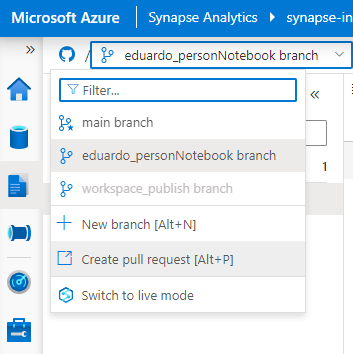 Microsoft Azure
Synapse Analytics
synapse-in
»
/
eduardo_personNotebook branch
Filter...
«
main branch
eduardo_personNotebook branch
1
workspace_publish branch
New branch [Alt+N]
Create pull request [Alt+P]
Switch to live mode